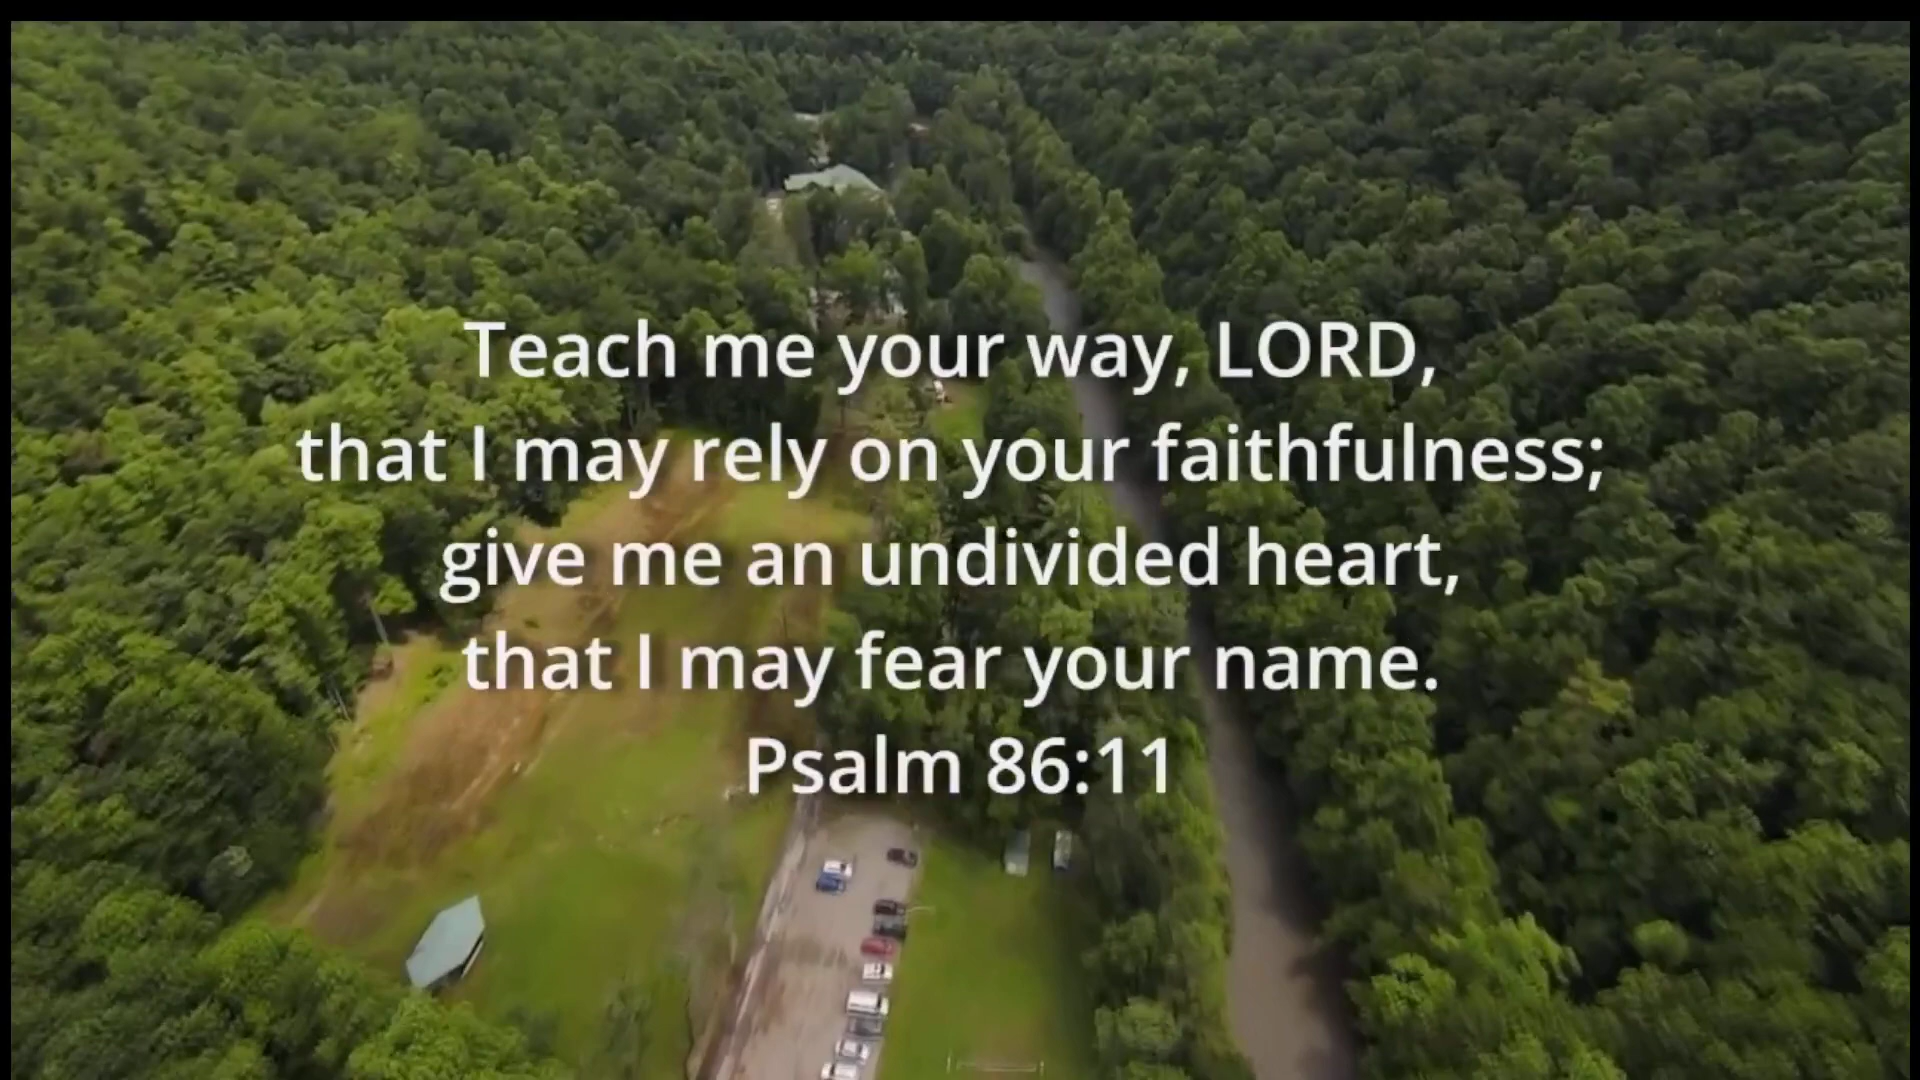 Teach me your way, LORD,
that I may rely on your faithfulness;
give me an undivided heart,
that I may fear your name.
Psalm 86:11